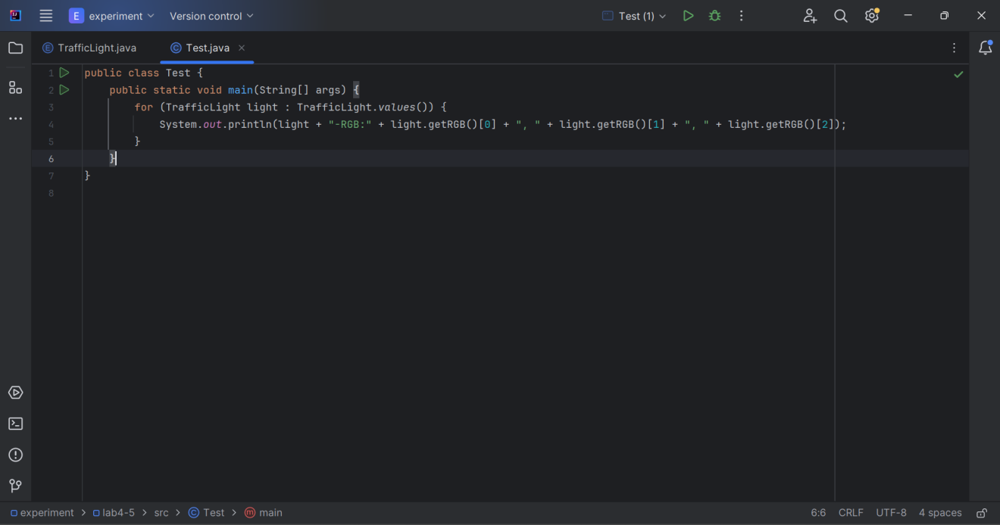 E experiment Version control Test (1)
TrafficLight.java Test.java
1 public class Test {
2 public static void main(String[] args) {
3 for (TrafficLight light : TrafficLight.values()) {
4 System.out.println(light + "-RGB:" + light.getRGB()[0] + ", " + light.getRGB()[1] + ", " + light.getRGB()[2]);
5 }
6 }
7 }
8
experiment > lab4-5 > src > Test > main 6:6 CRLF UTF-8 4 spaces